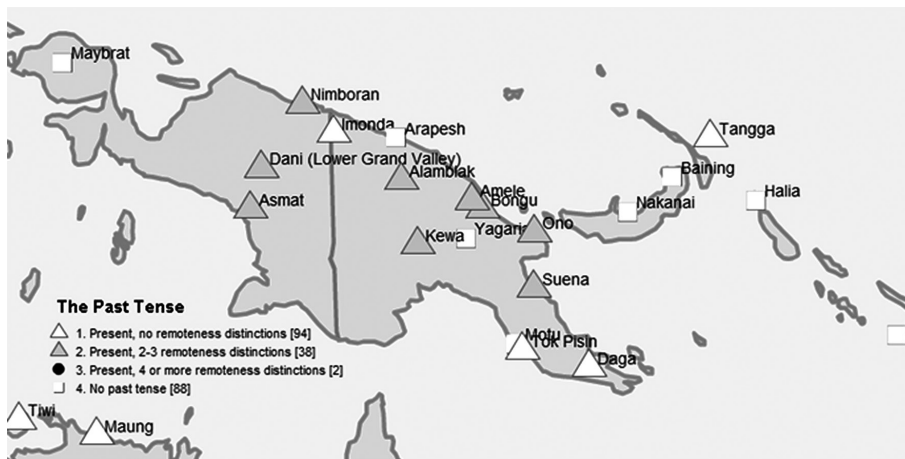 Maybrat
Nimboran
Imonda
Arapesh
Tangga
Dani (Lower Grand Valley)
Baining
Alamblak
Asmat
Amele
Bongu
Nakanai
Halia
Kewa
Yagaria
Ono
Suena
The Past Tense
1. Present, no remoteness distinctions [94]
2. Present, 2-3 remoteness distinctions [38]
3. Present, 4 or more remoteness distinctions [2]
4. No past tense [88]
Motu
Tok Pisin
Daga
Tiwi
Maung